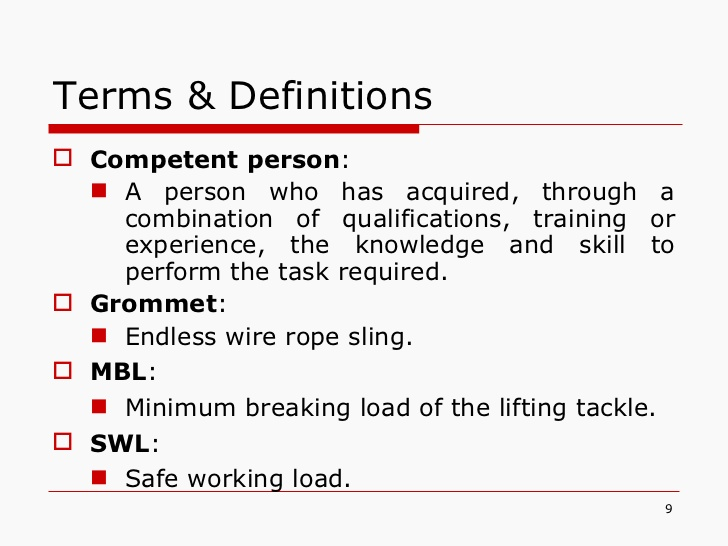 Terms & Definitions
Competent person:
A person who has acquired, through a
combination of qualifications, training or
experience, the knowledge and skill to
perform the task required.
Grommet:
Endless wire rope sling.
MBL:
Minimum breaking load of the lifting tackle.
SWL:
Safe working load.
9